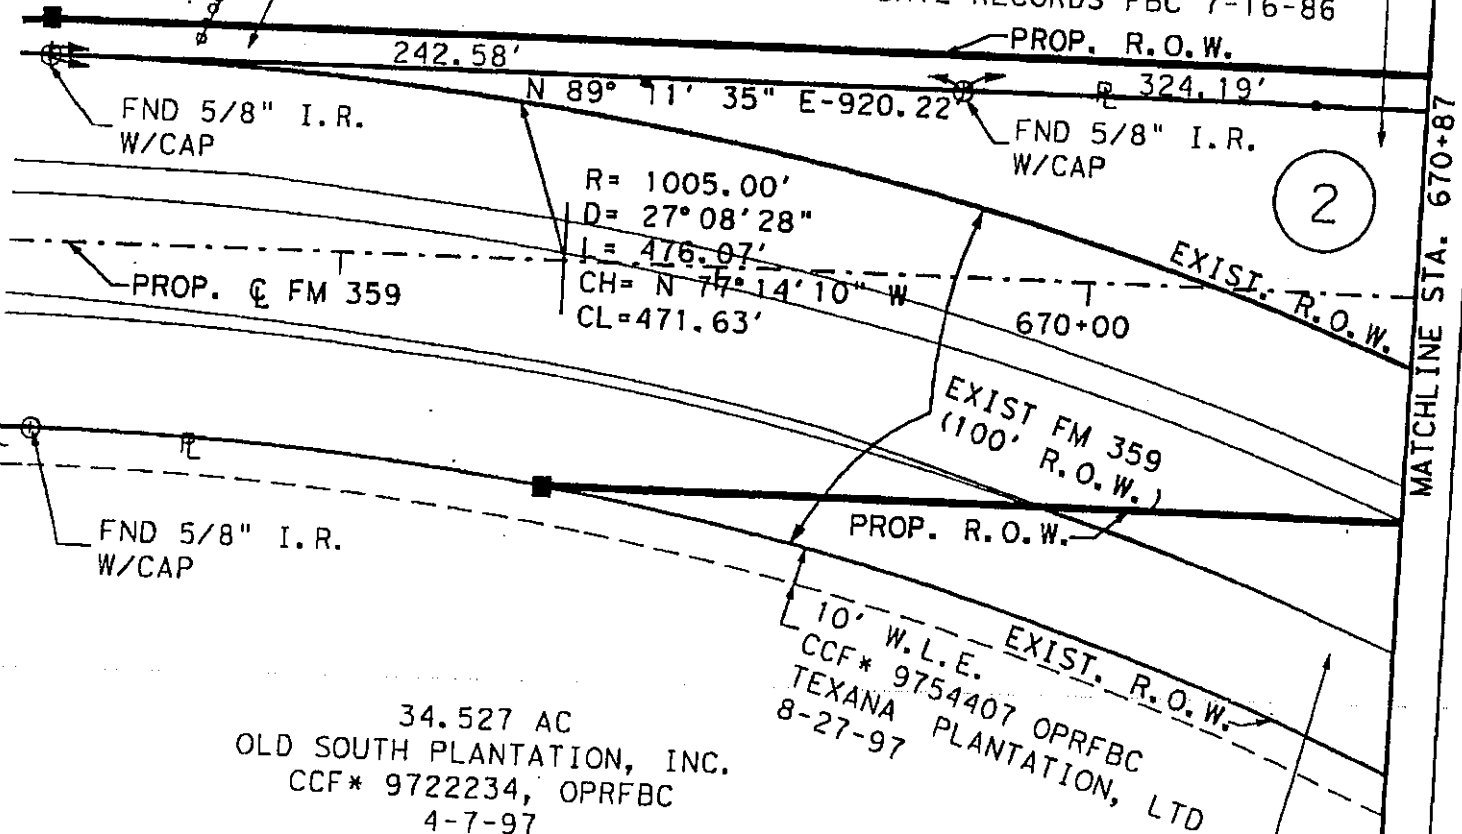 RECORDS FBC 7-16-86
PROP. R.O.W.
242.58'
N 89° 11' 35" E-920.22'
324.19'
FND 5/8" I.R.
W/CAP
FND 5/8" I.R.
W/CAP
R= 1005.00'
D= 27°08'28"
L= 476.07'
CH= N 77°14'10" W
CL=471.63'
2
EXIST. R.O.W.
PROP. ℄ FM 359
670+00
MATCHLINE STA. 670+87
EXIST FM 359
(100' R.O.W.)
PROP. R.O.W.
FND 5/8" I.R.
W/CAP
10' W.L.E.
CCF* 9754407 OPRFBC
TEXANA PLANTATION, LTD
8-27-97
EXIST. R.O.W.
34.527 AC
OLD SOUTH PLANTATION, INC.
CCF* 9722234, OPRFBC
4-7-97